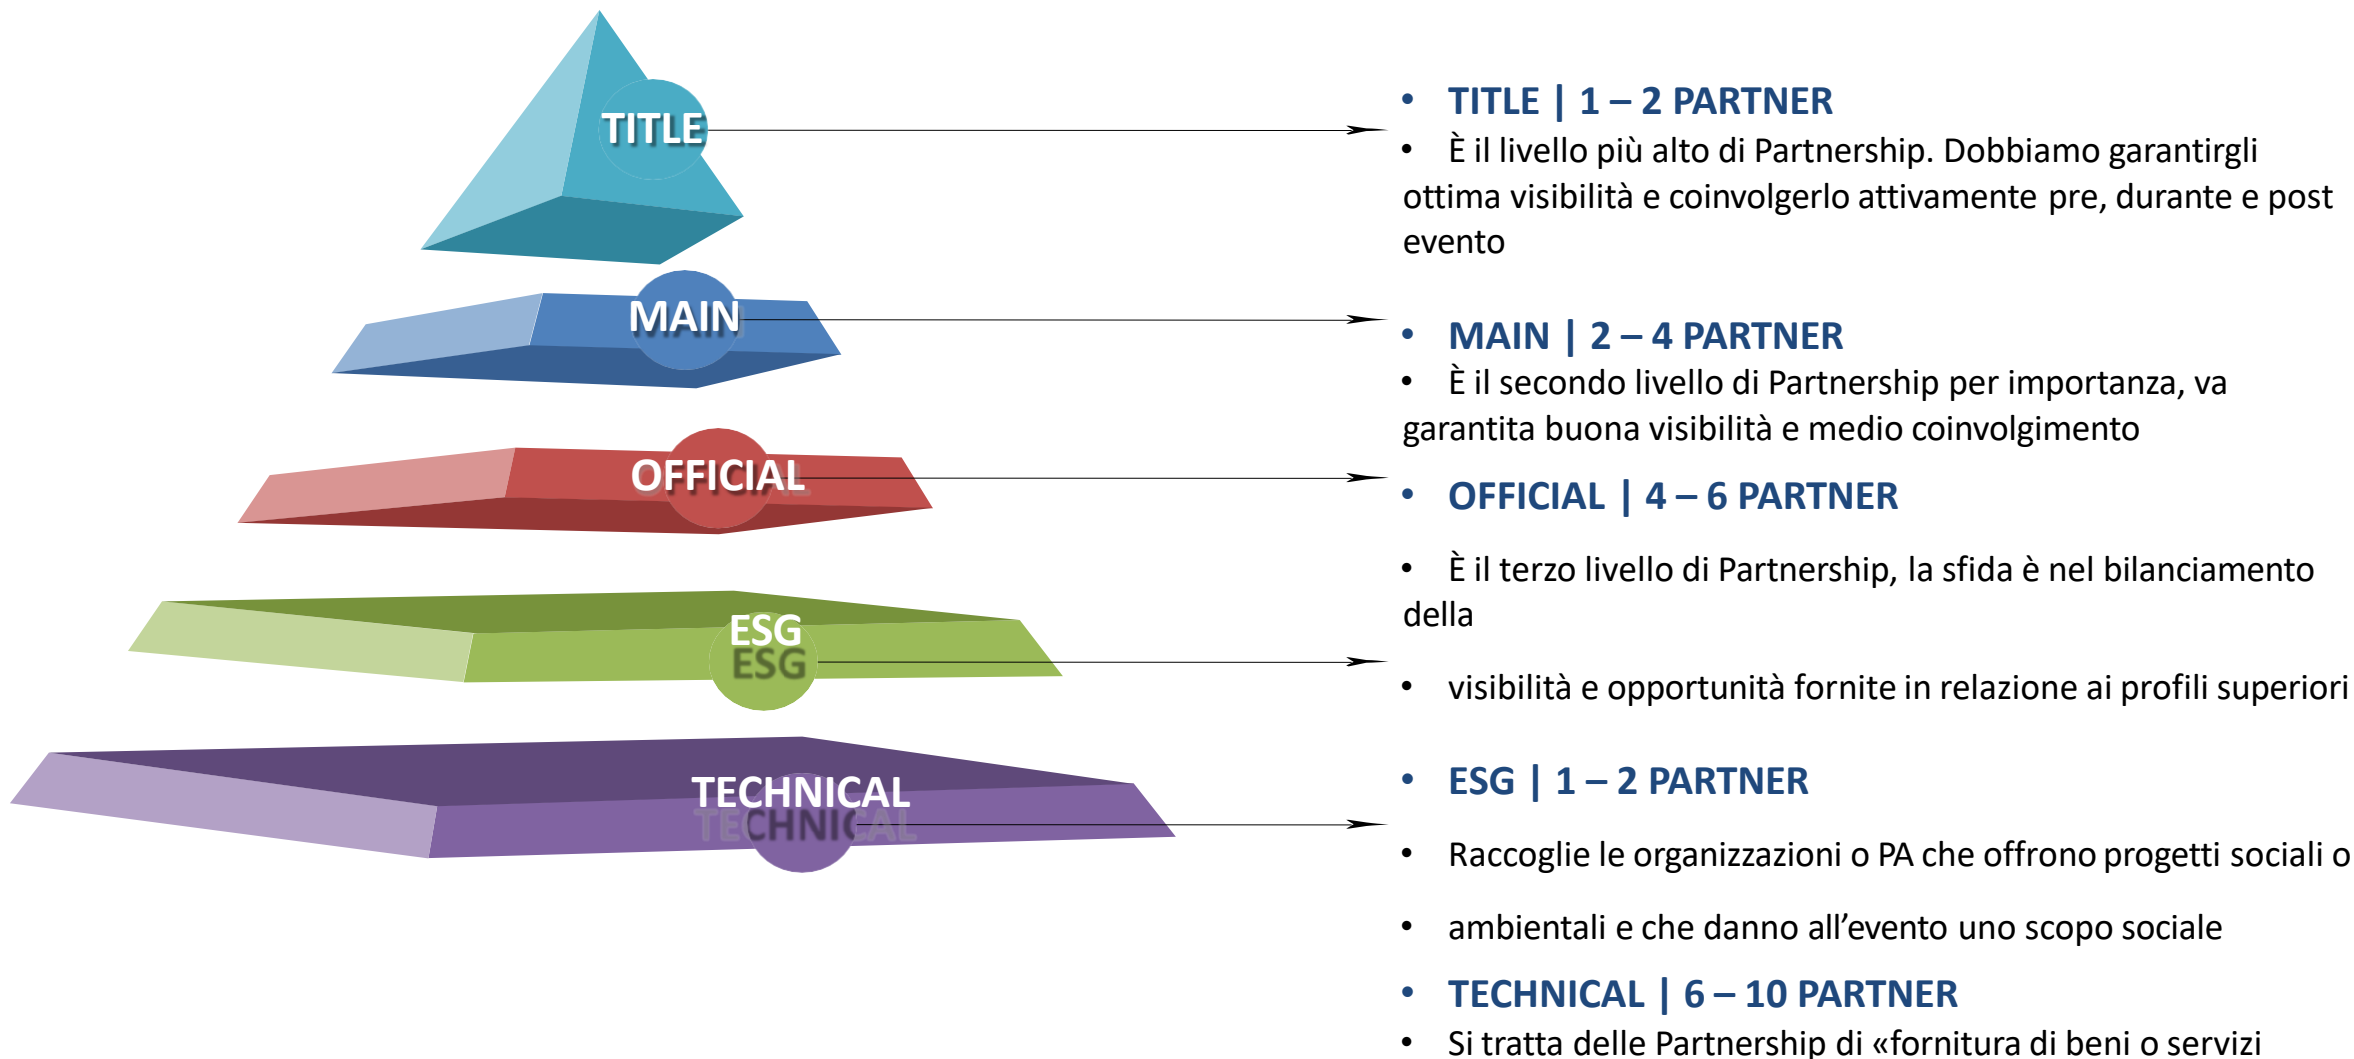 TITLE
MAIN
OFFICIAL
ESG
TECHNICAL
• TITLE | 1 – 2 PARTNER
• È il livello più alto di Partnership. Dobbiamo garantirgli
ottima visibilità e coinvolgerlo attivamente pre, durante e post
evento
• MAIN | 2 – 4 PARTNER
• È il secondo livello di Partnership per importanza, va
garantita buona visibilità e medio coinvolgimento
• OFFICIAL | 4 – 6 PARTNER
• È il terzo livello di Partnership, la sfida è nel bilanciamento
della
• visibilità e opportunità fornite in relazione ai profili superiori
• ESG | 1 – 2 PARTNER
• Raccoglie le organizzazioni o PA che offrono progetti sociali o
• ambientali e che danno all’evento uno scopo sociale
• TECHNICAL | 6 – 10 PARTNER
• Si tratta delle Partnership di «fornitura di beni o servizi